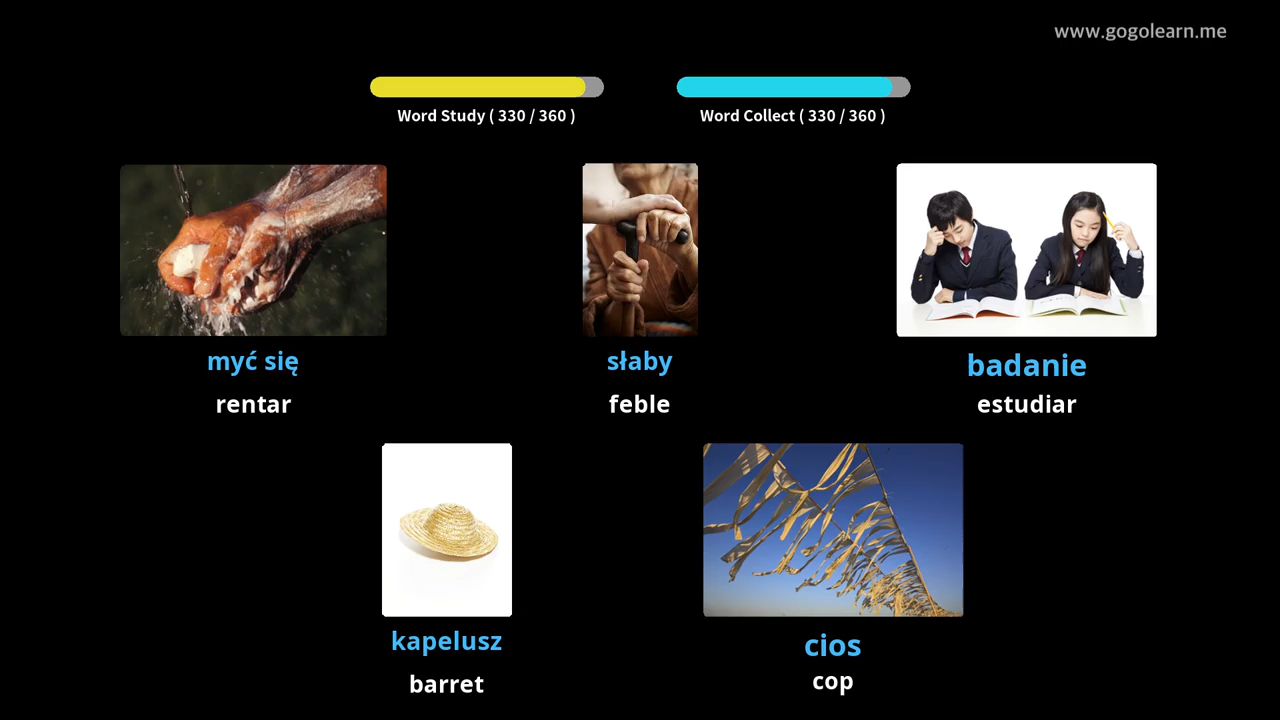 www.gogolearn.me
Word Study ( 330 / 360 )
Word Collect ( 330 / 360 )
myć się
rentar
słaby
feble
badanie
estudiar
kapelusz
barret
cios
cop